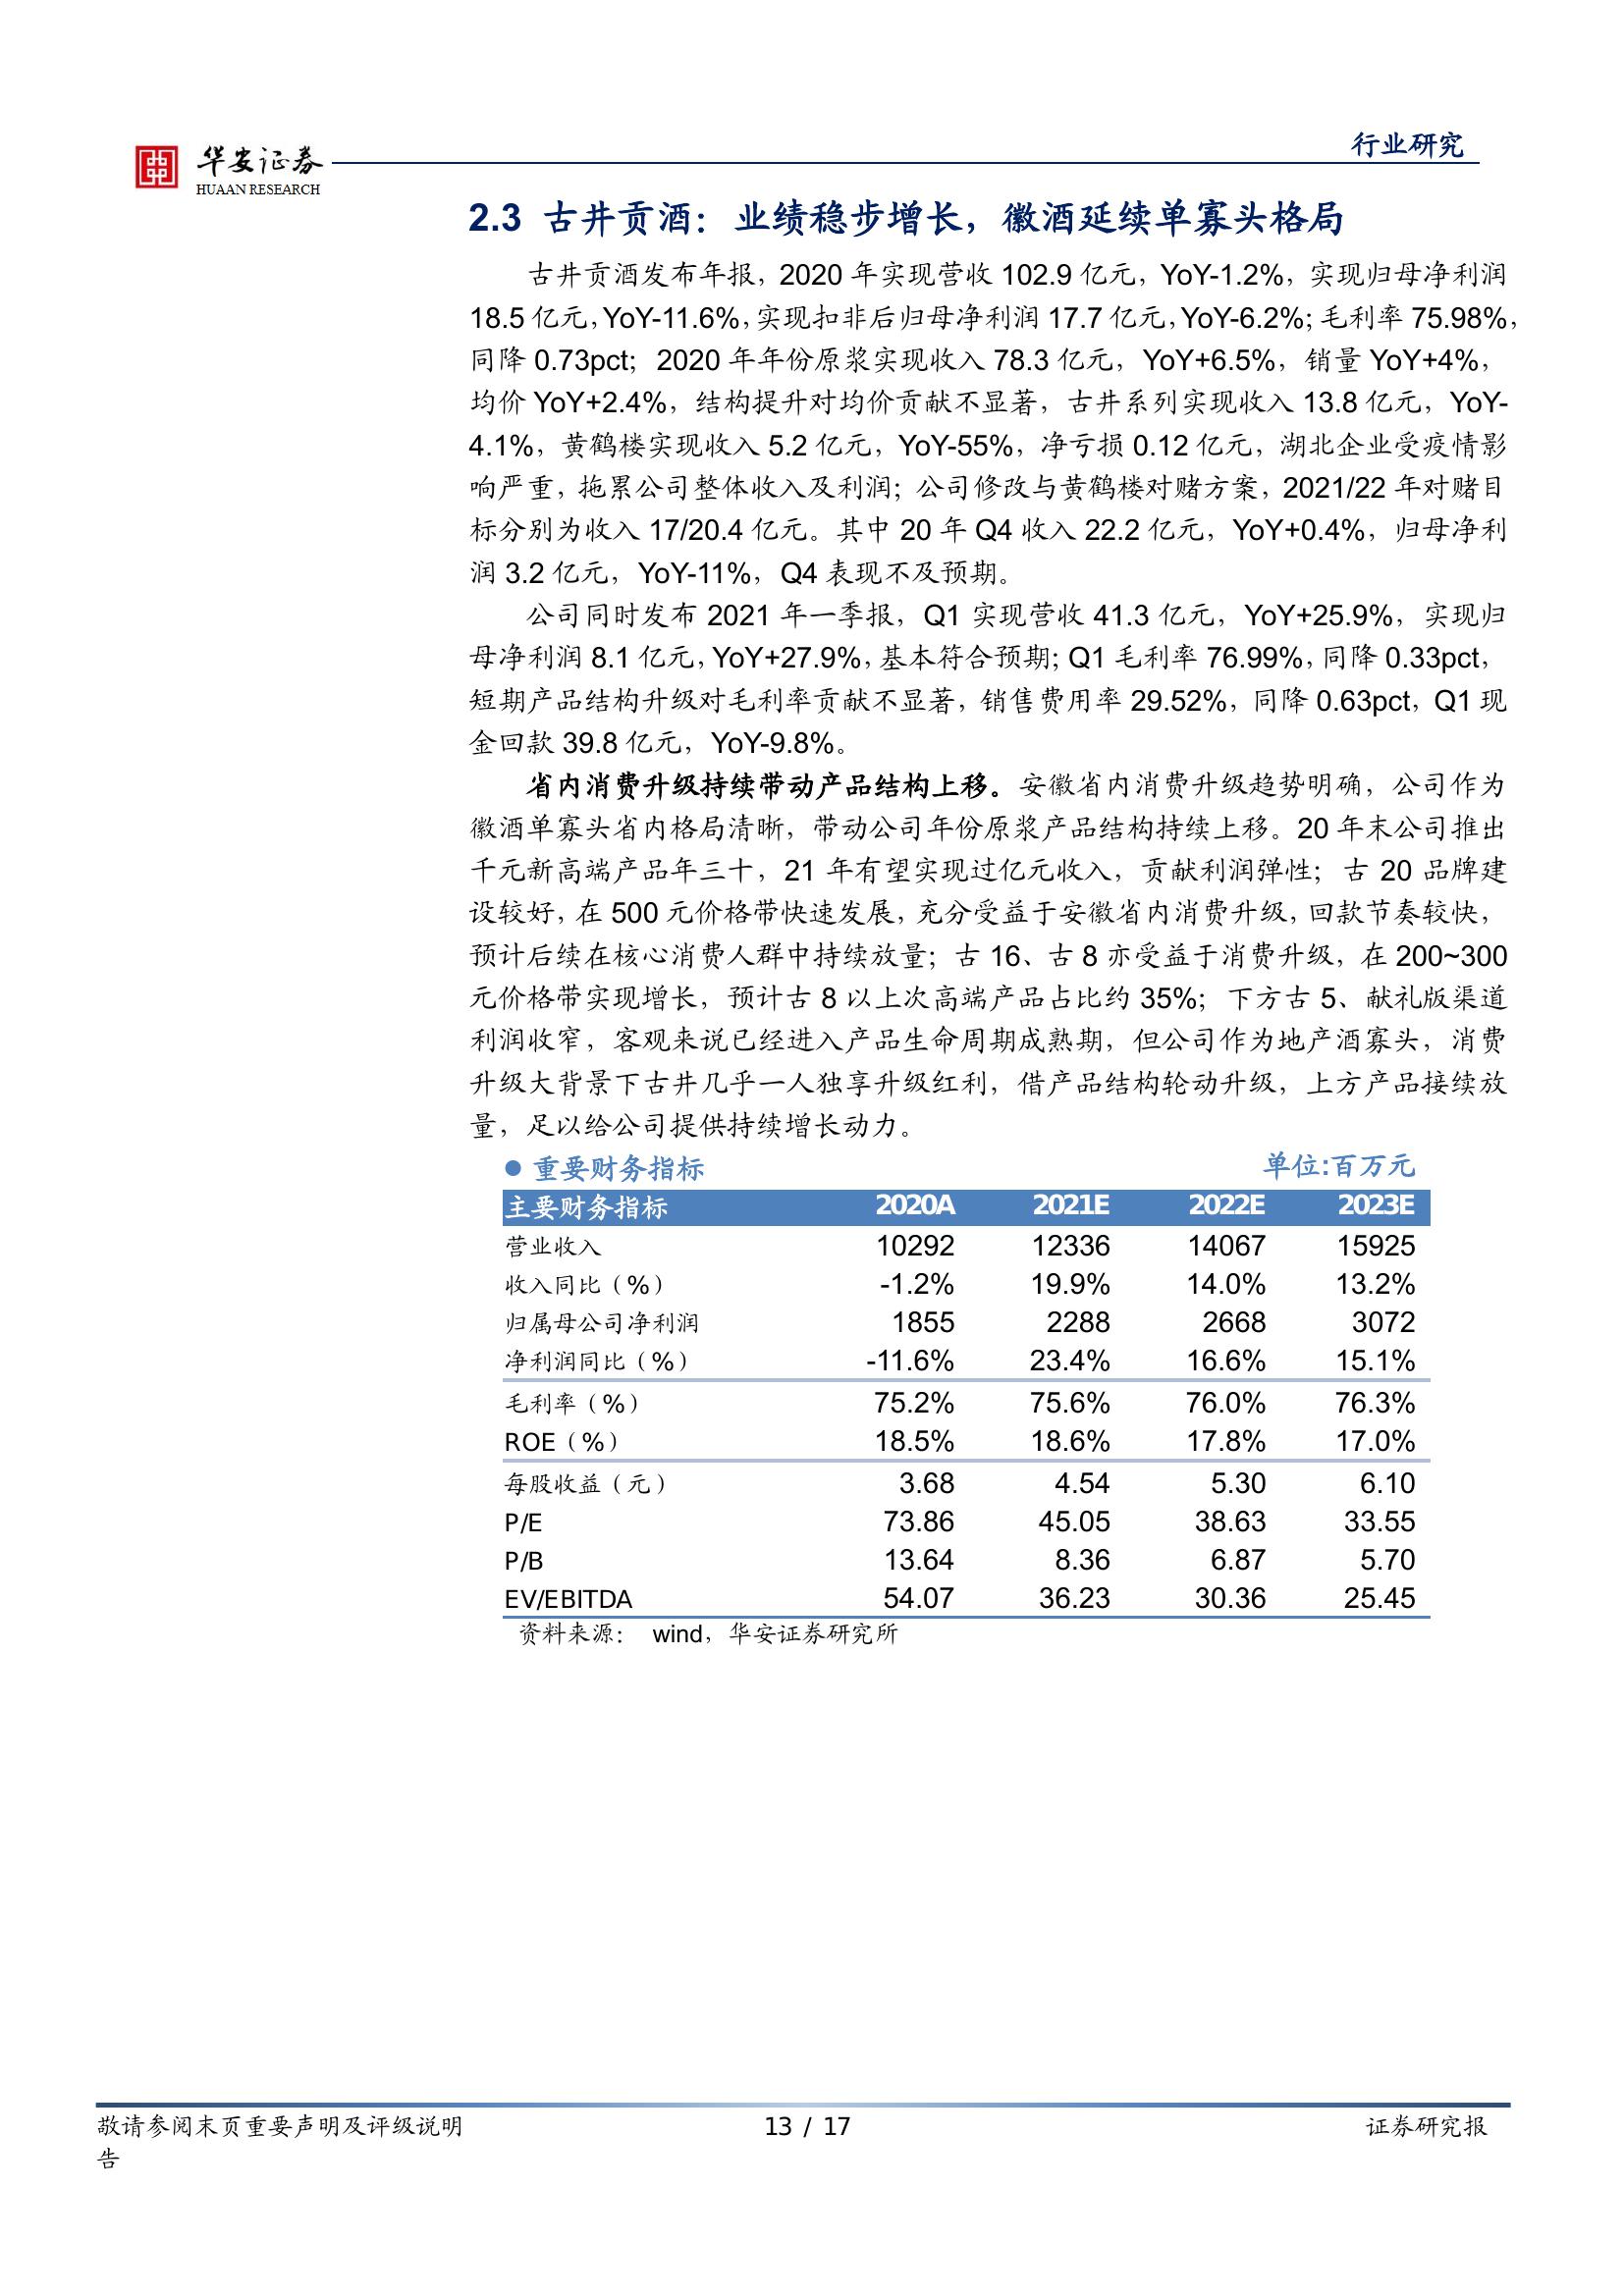 华安证券
HUAAN RESEARCH
行业研究
2.3 古井贡酒：业绩稳步增长，徽酒延续单寡头格局
古井贡酒发布年报，2020 年实现营收 102.9 亿元，YoY-1.2%，实现归母净利润
18.5 亿元，YoY-11.6%，实现扣非后归母净利润 17.7 亿元，YoY-6.2%；毛利率 75.98%，
同降 0.73pct；2020 年年份原浆实现收入 78.3 亿元，YoY+6.5%，销量 YoY+4%，
均价 YoY+2.4%，结构提升对均价贡献不显著，古井系列实现收入 13.8 亿元，YoY-
4.1%，黄鹤楼实现收入 5.2 亿元，YoY-55%，净亏损 0.12 亿元，湖北企业受疫情影
响严重，拖累公司整体收入及利润；公司修改与黄鹤楼对赌方案，2021/22 年对赌目
标分别为收入 17/20.4 亿元。其中 20 年 Q4 收入 22.2 亿元，YoY+0.4%，归母净利
润 3.2 亿元，YoY-11%，Q4 表现不及预期。
公司同时发布 2021 年一季报，Q1 实现营收 41.3 亿元，YoY+25.9%，实现归
母净利润 8.1 亿元，YoY+27.9%，基本符合预期；Q1 毛利率 76.99%，同降 0.33pct，
短期产品结构升级对毛利率贡献不显著，销售费用率 29.52%，同降 0.63pct，Q1 现
金回款 39.8 亿元，YoY-9.8%。
省内消费升级持续带动产品结构上移。安徽省内消费升级趋势明确，公司作为
徽酒单寡头省内格局清晰，带动公司年份原浆产品结构持续上移。20 年末公司推出
千元新高端产品年三十，21 年有望实现过亿元收入，贡献利润弹性；古 20 品牌建
设较好，在 500 元价格带快速发展，充分受益于安徽省内消费升级，回款节奏较快，
预计后续在核心消费人群中持续放量；古 16、古 8 亦受益于消费升级，在 200~300
元价格带实现增长，预计古 8 以上次高端产品占比约 35%；下方古 5、献礼版渠道
利润收窄，客观来说已经进入产品生命周期成熟期，但公司作为地产酒寡头，消费
升级大背景下古井几乎一人独享升级红利，借产品结构轮动升级，上方产品接续放
量，足以给公司提供持续增长动力。
● 重要财务指标 单位:百万元
主要财务指标 2020A 2021E 2022E 2023E
营业收入 10292 12336 14067 15925
收入同比（%） -1.2% 19.9% 14.0% 13.2%
归属母公司净利润 1855 2288 2668 3072
净利润同比（%） -11.6% 23.4% 16.6% 15.1%
毛利率（%） 75.2% 75.6% 76.0% 76.3%
ROE（%） 18.5% 18.6% 17.8% 17.0%
每股收益（元） 3.68 4.54 5.30 6.10
P/E 73.86 45.05 38.63 33.55
P/B 13.64 8.36 6.87 5.70
EV/EBITDA 54.07 36.23 30.36 25.45
资料来源： wind，华安证券研究所
敬请参阅末页重要声明及评级说明 13 / 17 证券研究报
告